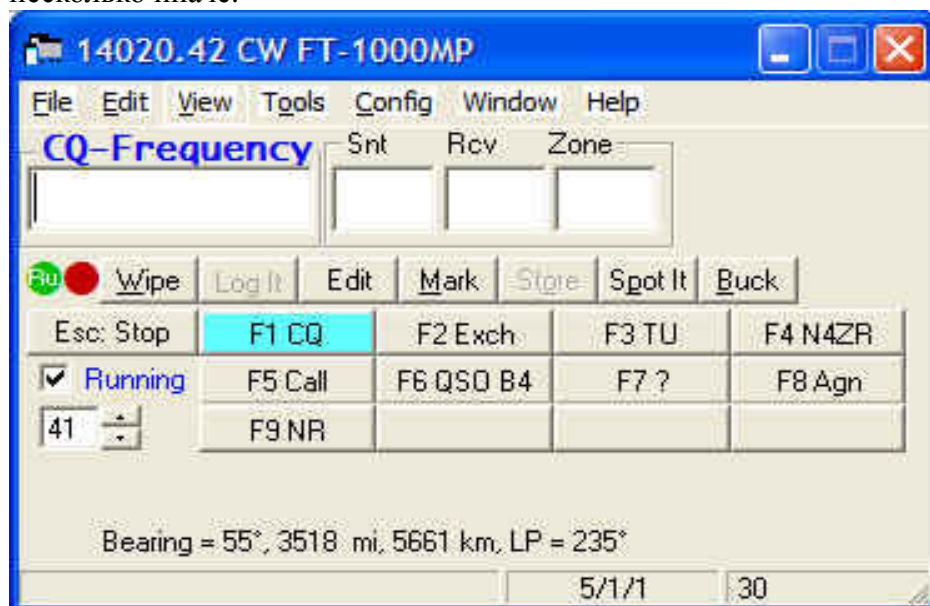 несколько иначе.
14020.42 CW FT-1000MP
File Edit View Tools Config Window Help
CQ-Frequency Snt Rcv Zone
Ru Wipe Log It Edit Mark Store Spot It Buck
Esc: Stop F1 CQ F2 Exch F3 TU F4 N4ZR
Running F5 Call F6 QSO B4 F7 ? F8 Agn
41 F9 NR
Bearing = 55°, 3518 mi, 5661 km, LP = 235°
5/1/1 30